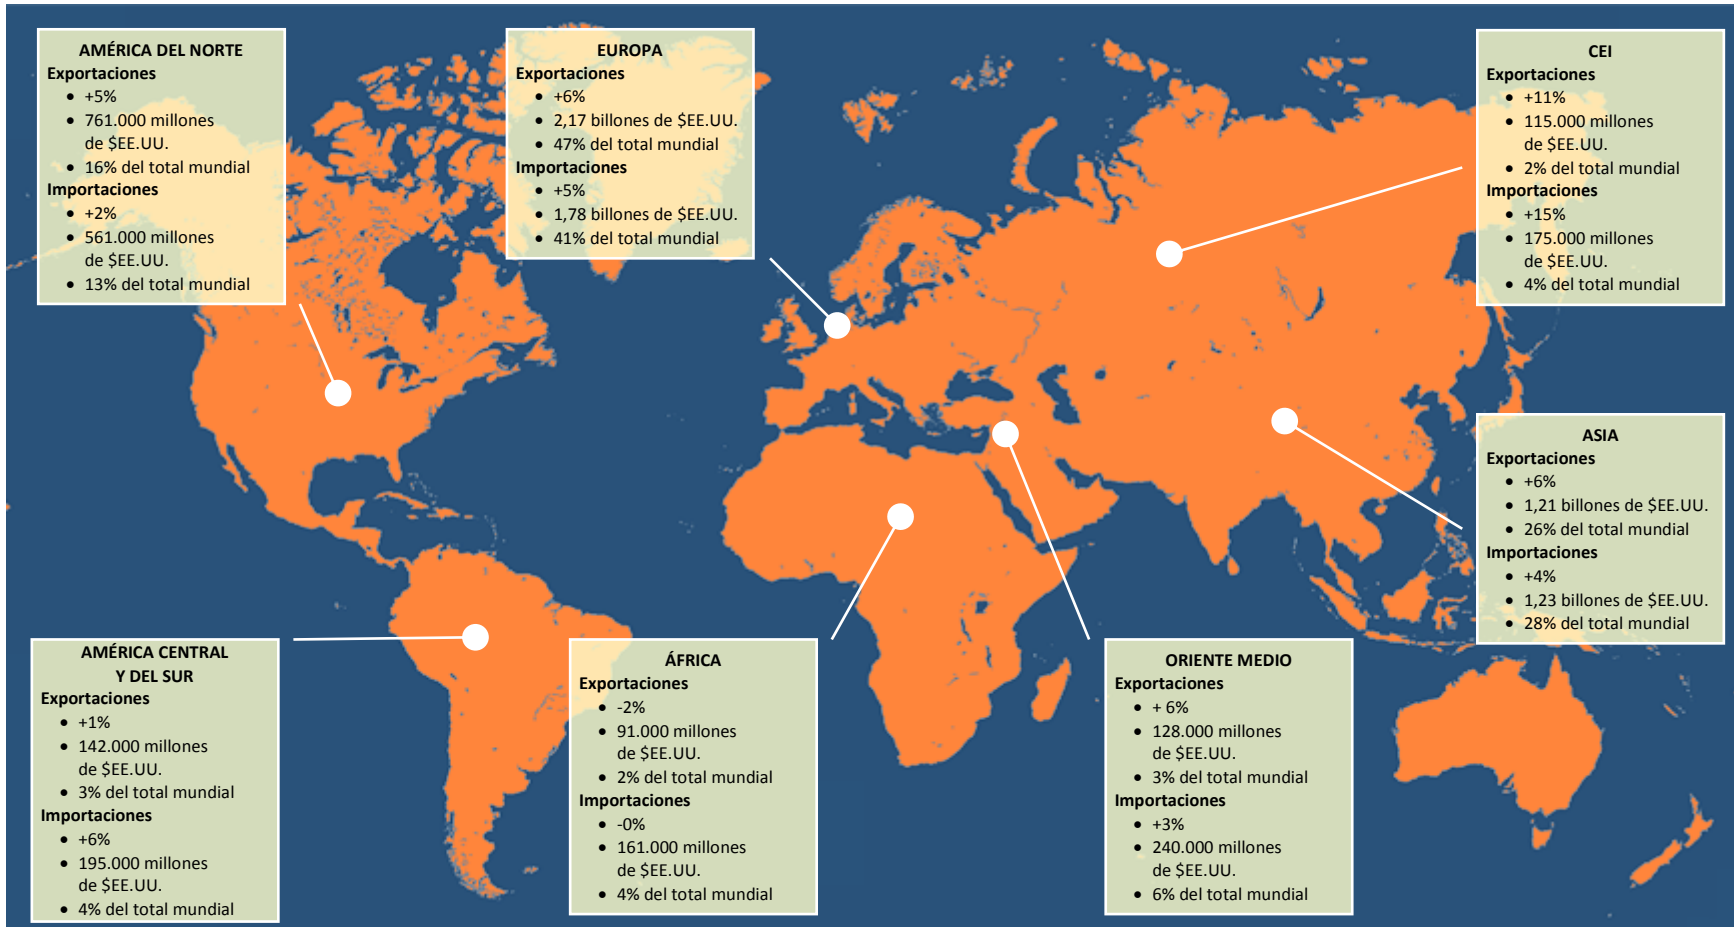 AMÉRICA DEL NORTE
Exportaciones
• +5%
• 761.000 millones
de $EE.UU.
• 16% del total mundial
Importaciones
• +2%
• 561.000 millones
de $EE.UU.
• 13% del total mundial
EUROPA
Exportaciones
• +6%
• 2,17 billones de $EE.UU.
• 47% del total mundial
Importaciones
• +5%
• 1,78 billones de $EE.UU.
• 41% del total mundial
CEI
Exportaciones
• +11%
• 115.000 millones
de $EE.UU.
• 2% del total mundial
Importaciones
• +15%
• 175.000 millones
de $EE.UU.
• 4% del total mundial
ASIA
Exportaciones
• +6%
• 1,21 billones de $EE.UU.
• 26% del total mundial
Importaciones
• +4%
• 1,23 billones de $EE.UU.
• 28% del total mundial
AMÉRICA CENTRAL
Y DEL SUR
Exportaciones
• +1%
• 142.000 millones
de $EE.UU.
• 3% del total mundial
Importaciones
• +6%
• 195.000 millones
de $EE.UU.
• 4% del total mundial
ÁFRICA
Exportaciones
• -2%
• 91.000 millones
de $EE.UU.
• 2% del total mundial
Importaciones
• -0%
• 161.000 millones
de $EE.UU.
• 4% del total mundial
ORIENTE MEDIO
Exportaciones
• + 6%
• 128.000 millones
de $EE.UU.
• 3% del total mundial
Importaciones
• +3%
• 240.000 millones
de $EE.UU.
• 6% del total mundial